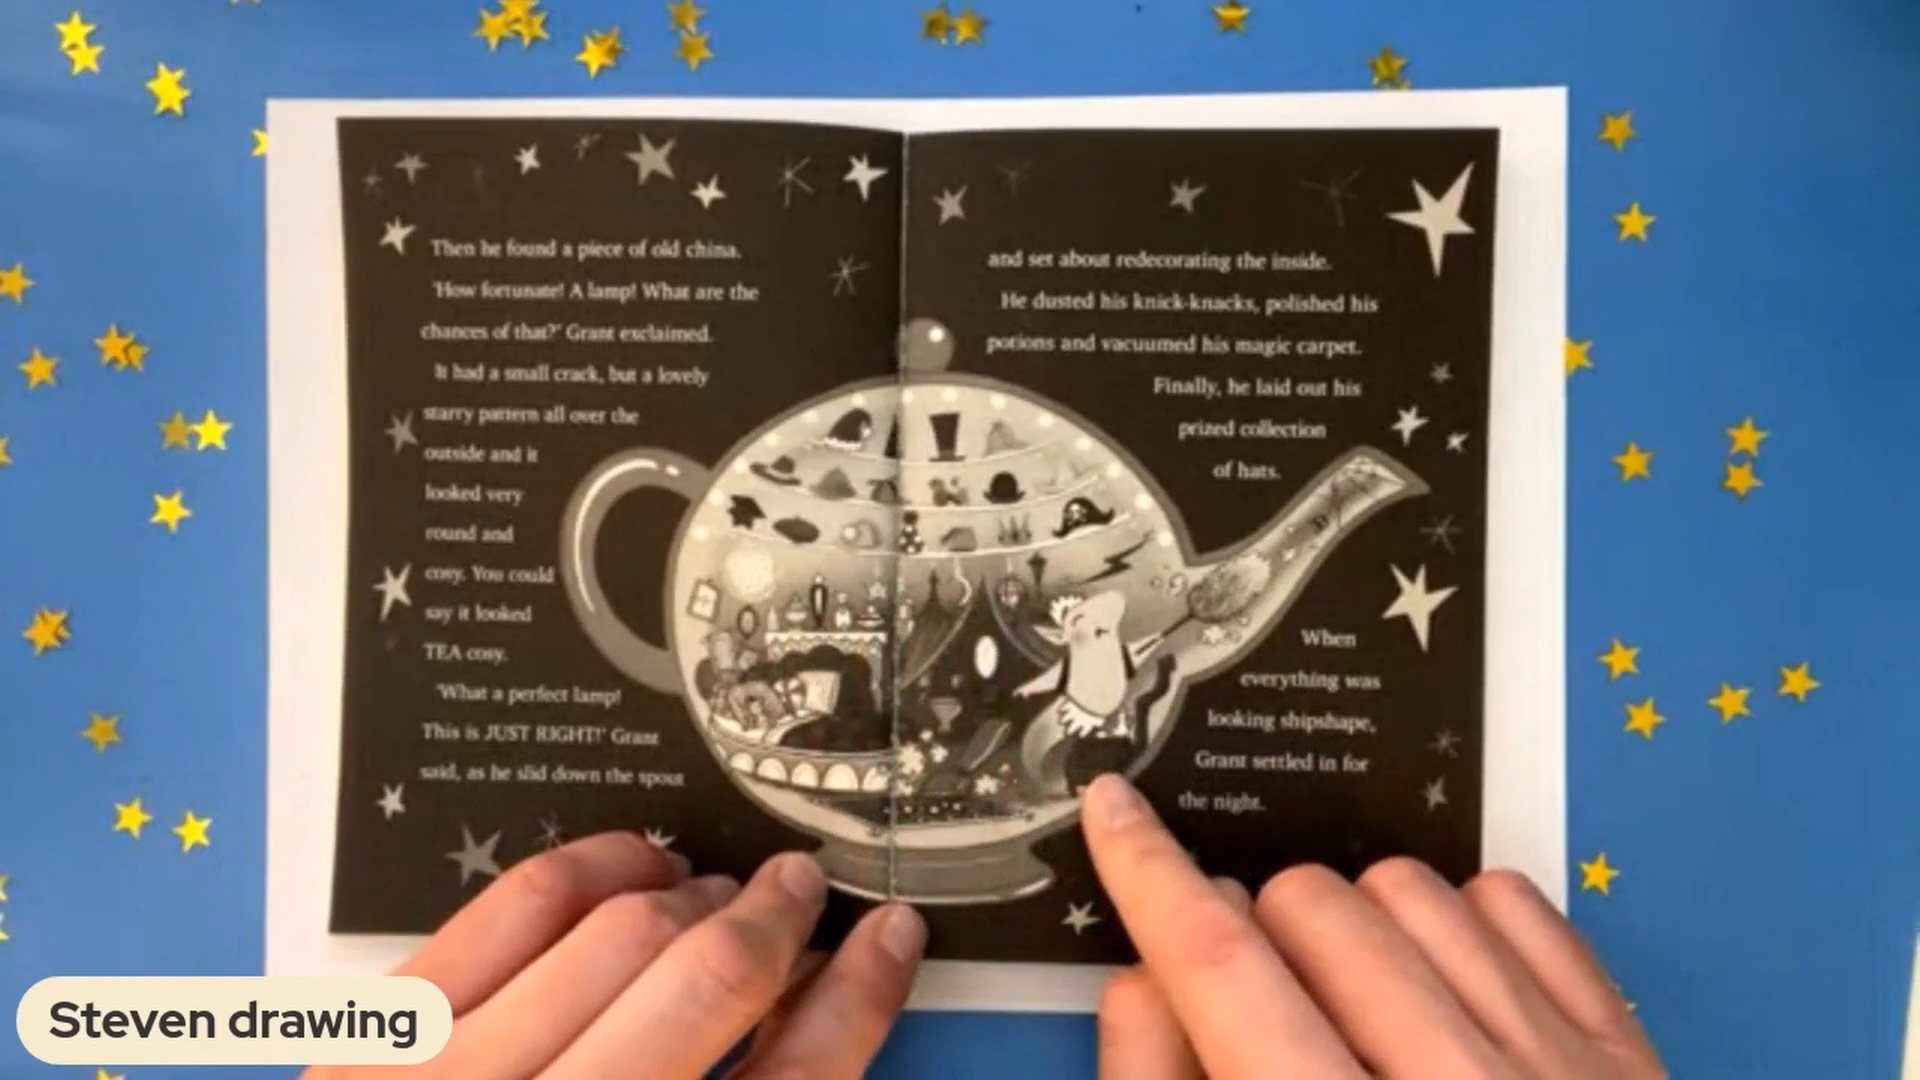 Then he found a piece of old china.
'How fortunate! A lamp! What are the
chances of that?' Grant exclaimed.
It had a small crack, but a lovely
starry pattern all over the
outside and it
looked very
round and
cosy. You could
say it looked
TEA cosy.
'What a perfect lamp!
This is JUST RIGHT!' Grant
said, as he slid down the spout
and set about redecorating the inside.
He dusted his knick-knacks, polished his
potions and vacuumed his magic carpet.
Finally, he laid out his
prized collection
of hats.
When
everything was
looking shipshape,
Grant settled in for
the night.
Steven drawing